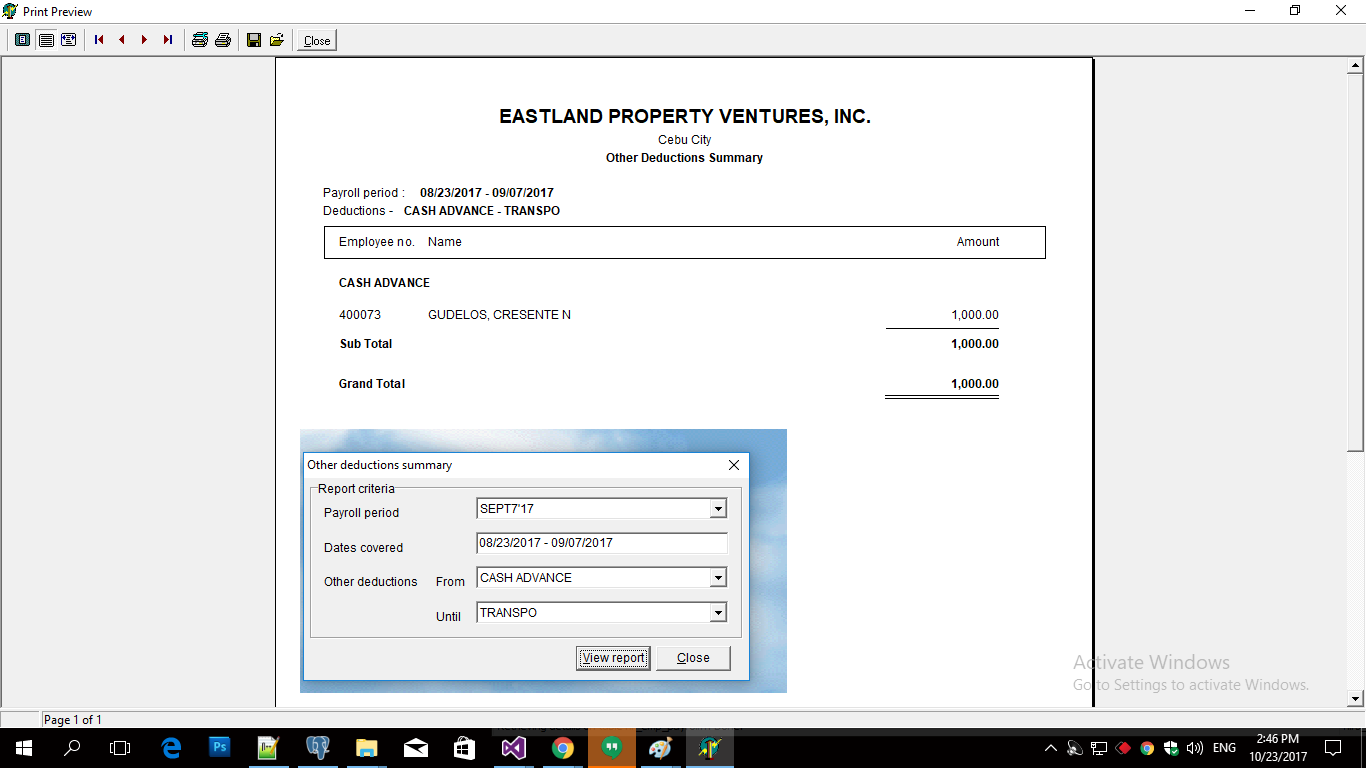 Print Preview
Close
EASTLAND PROPERTY VENTURES, INC.
Cebu City
Other Deductions Summary
Payroll period : 08/23/2017 - 09/07/2017
Deductions - CASH ADVANCE - TRANSPO
Employee no. Name Amount
CASH ADVANCE
400073 GUDELOS, CRESENTE N 1,000.00
Sub Total 1,000.00
Grand Total 1,000.00
Other deductions summary
Report criteria
Payroll period SEPT7'17
Dates covered 08/23/2017 - 09/07/2017
Other deductions From CASH ADVANCE
Until TRANSPO
View report Close
Activate Windows
Go to Settings to activate Windows.
Page 1 of 1
Ps
ENG
2:46 PM
10/23/2017